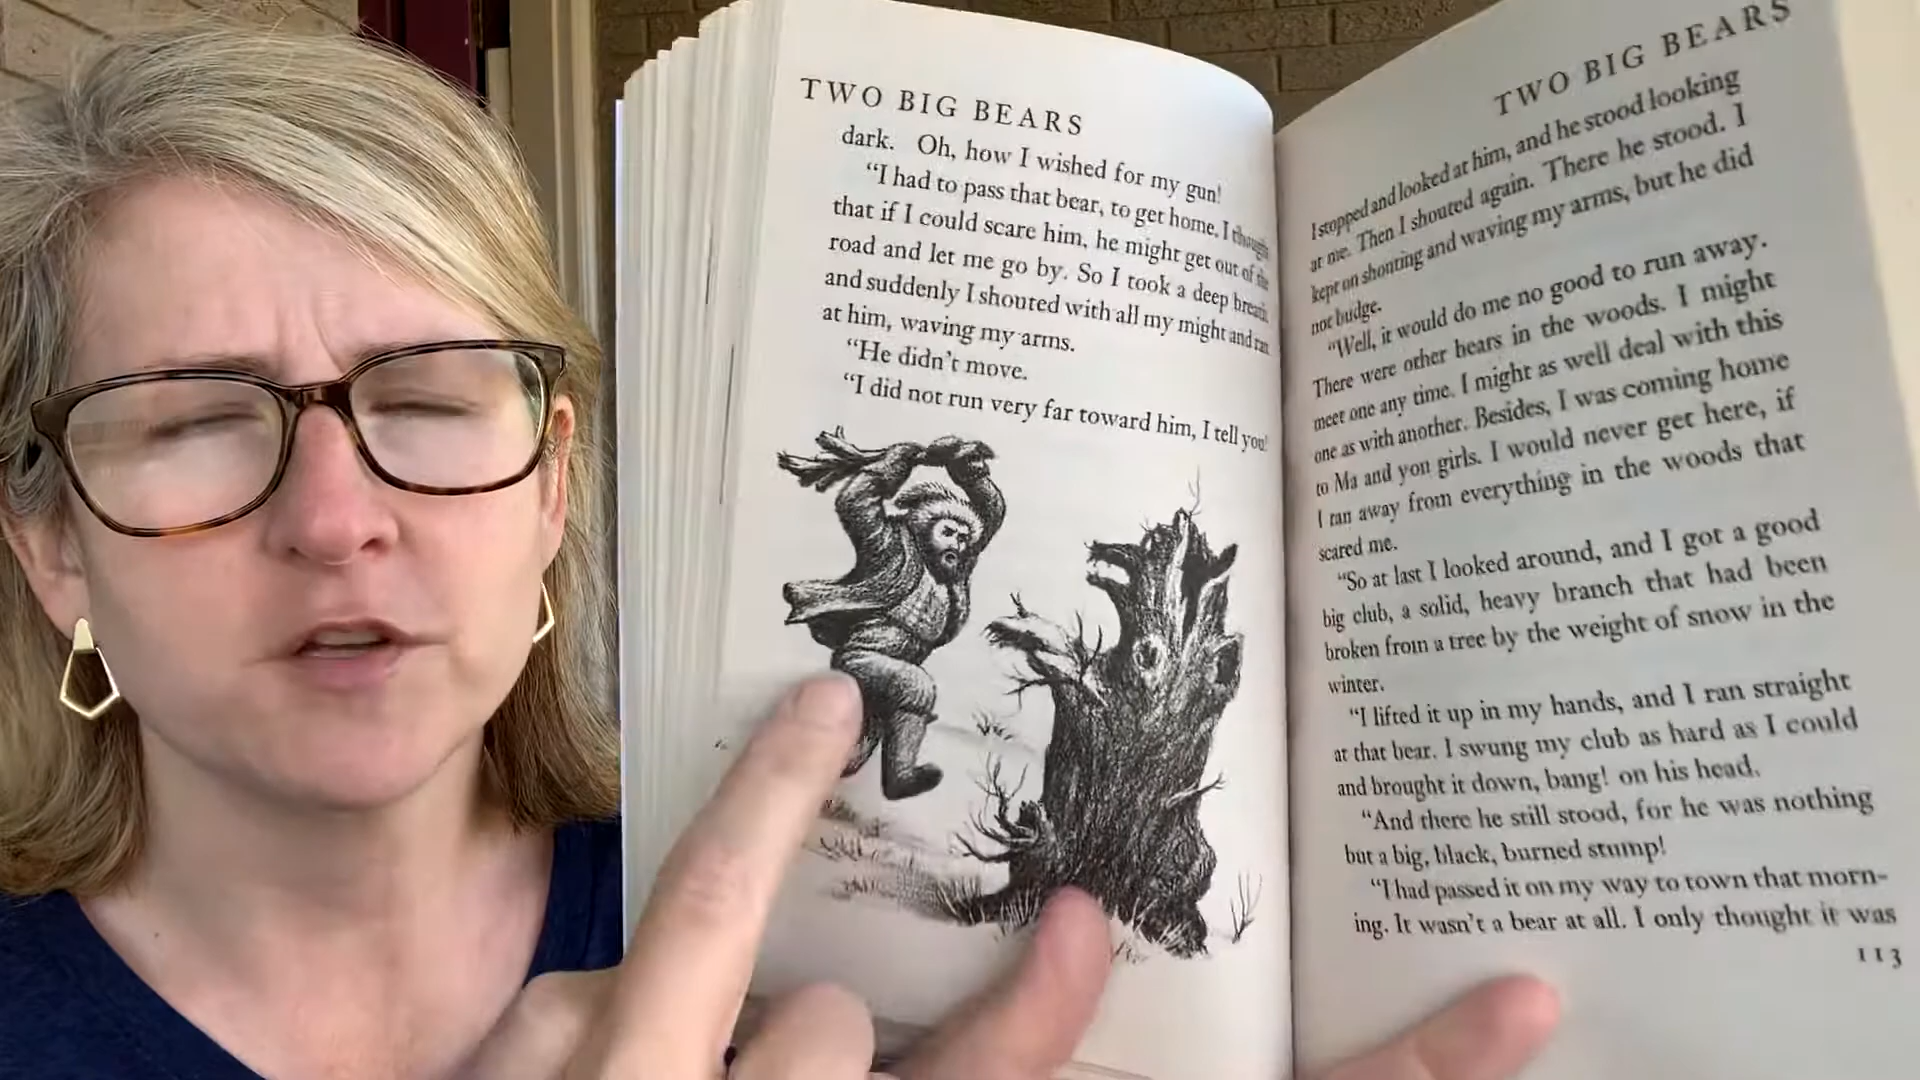 TWO BIG BEARS
dark. Oh, how I wished for my gun!
“I had to pass that bear, to get home. I thought
that if I could scare him, he might get out of the
road and let me go by. So I took a deep breath
and suddenly I shouted with all my might and ran
at him, waving my arms.
“He didn’t move.
“I did not run very far toward him, I tell you!
TWO BIG BEARS
I stopped and looked at him, and he stood looking
at me. Then I shouted again. There he stood. I
kept on shouting and waving my arms, but he did
not budge.
“Well, it would do me no good to run away.
There were other bears in the woods. I might
meet one any time. I might as well deal with this
one as with another. Besides, I was coming home
to Ma and you girls. I would never get here, if
I ran away from everything in the woods that
scared me.
“So at last I looked around, and I got a good
big club, a solid, heavy branch that had been
broken from a tree by the weight of snow in the
winter.
“I lifted it up in my hands, and I ran straight
at that bear. I swung my club as hard as I could
and brought it down, bang! on his head.
“And there he still stood, for he was nothing
but a big, black, burned stump!
“I had passed it on my way to town that morn-
ing. It wasn’t a bear at all. I only thought it was
113